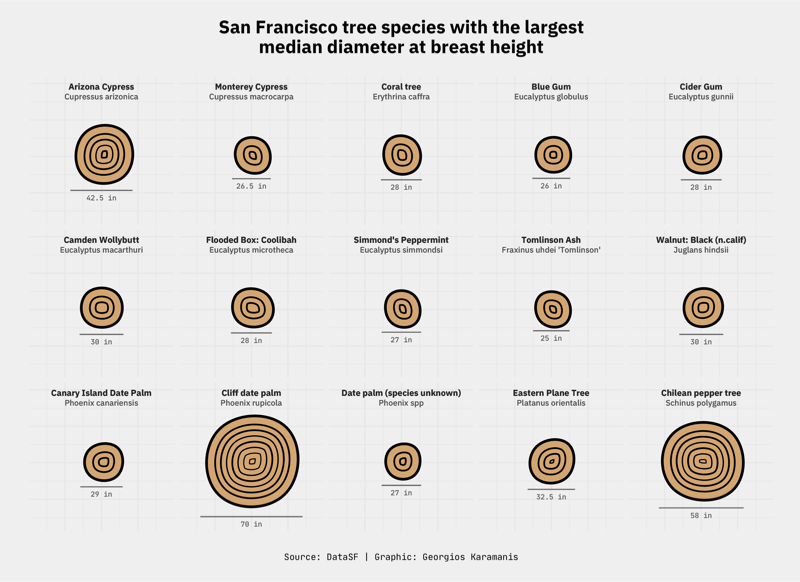 San Francisco tree species with the largest
median diameter at breast height
Arizona Cypress
Cupressus arizonica
42.5 in
Monterey Cypress
Cupressus macrocarpa
26.5 in
Coral tree
Erythrina caffra
28 in
Blue Gum
Eucalyptus globulus
26 in
Cider Gum
Eucalyptus gunnii
28 in
Camden Wollybutt
Eucalyptus macarthuri
30 in
Flooded Box: Coolibah
Eucalyptus microtheca
28 in
Simmond's Peppermint
Eucalyptus simmondsi
27 in
Tomlinson Ash
Fraxinus uhdei 'Tomlinson'
25 in
Walnut: Black (n.calif)
Juglans hindsii
30 in
Canary Island Date Palm
Phoenix canariensis
29 in
Cliff date palm
Phoenix rupicola
70 in
Date palm (species unknown)
Phoenix spp
27 in
Eastern Plane Tree
Platanus orientalis
32.5 in
Chilean pepper tree
Schinus polygamus
58 in
Source: DataSF | Graphic: Georgios Karamanis